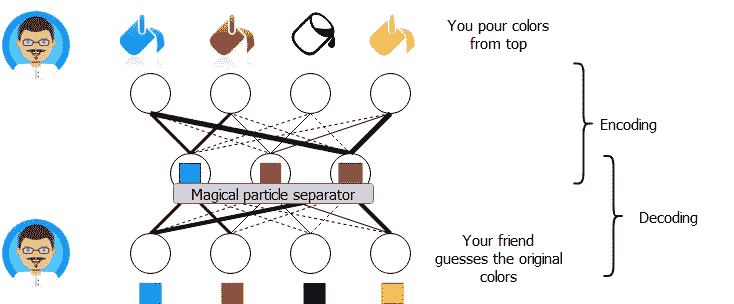 You pour colors
from top
Encoding
Magical particle separator
Decoding
Your friend
guesses the original
colors